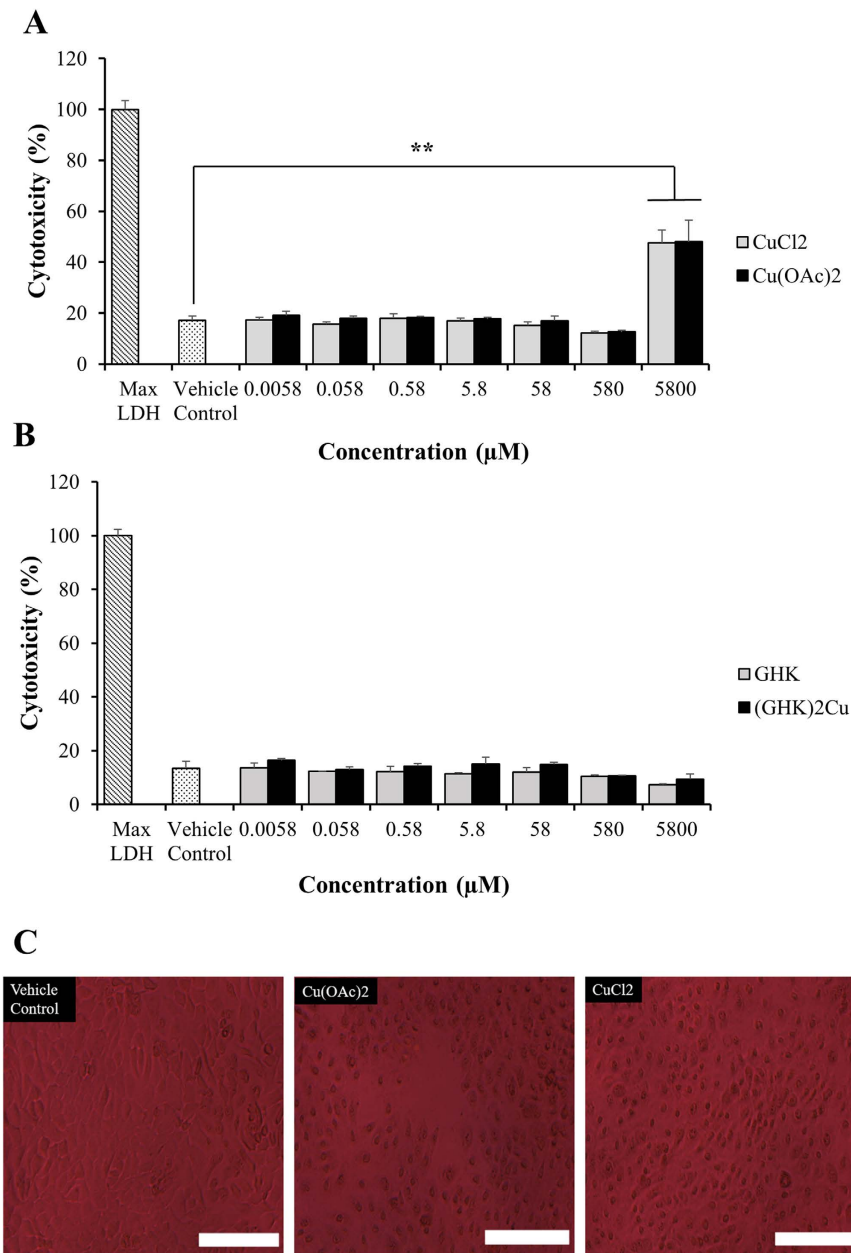 A
120
100
80
60
40
20
0
Cytotoxicity (%)
**
CuCl2
Cu(OAc)2
Max Vehicle 0.0058 0.058 0.58 5.8 58 580 5800
LDH Control
Concentration (µM)
B
120
100
80
60
40
20
0
Cytotoxicity (%)
GHK
(GHK)2Cu
Max Vehicle 0.0058 0.058 0.58 5.8 58 580 5800
LDH Control
Concentration (µM)
C
Vehicle
Control
Cu(OAc)2
CuCl2